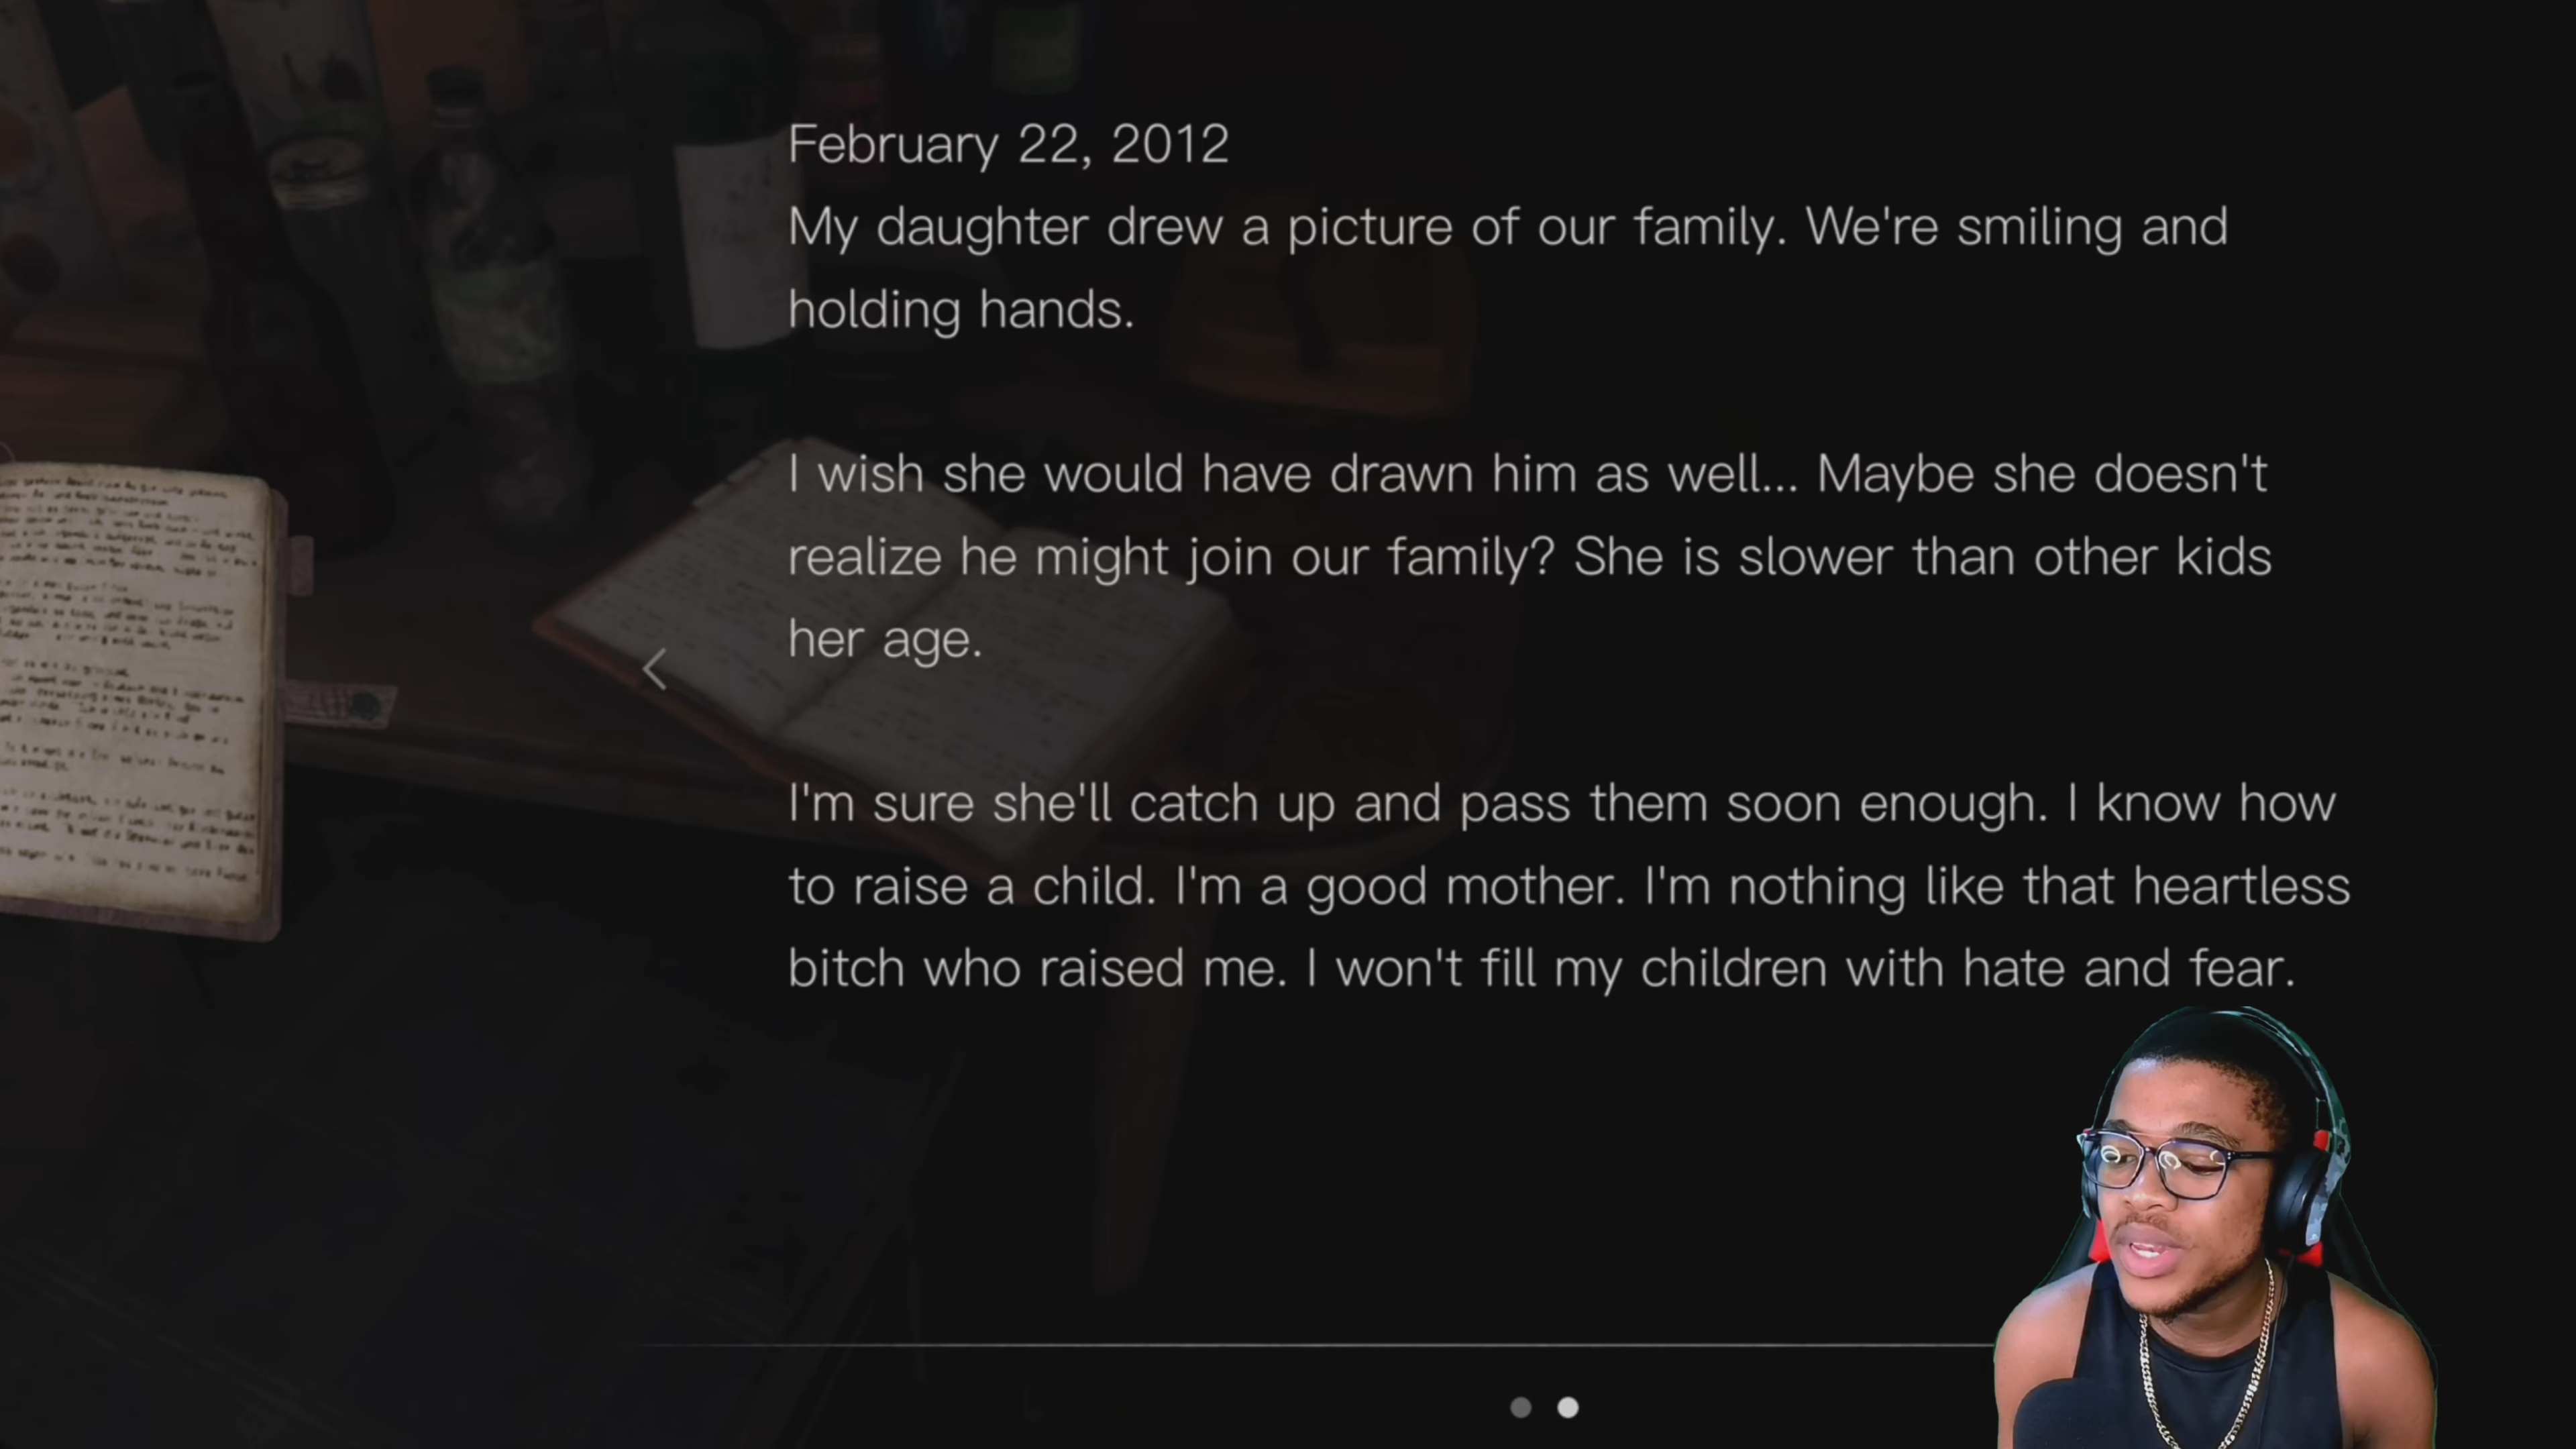 February 22, 2012
My daughter drew a picture of our family. We're smiling and
holding hands.
I wish she would have drawn him as well... Maybe she doesn't
realize he might join our family? She is slower than other kids
her age.
I'm sure she'll catch up and pass them soon enough. I know how
to raise a child. I'm a good mother. I'm nothing like that heartless
bitch who raised me. I won't fill my children with hate and fear.